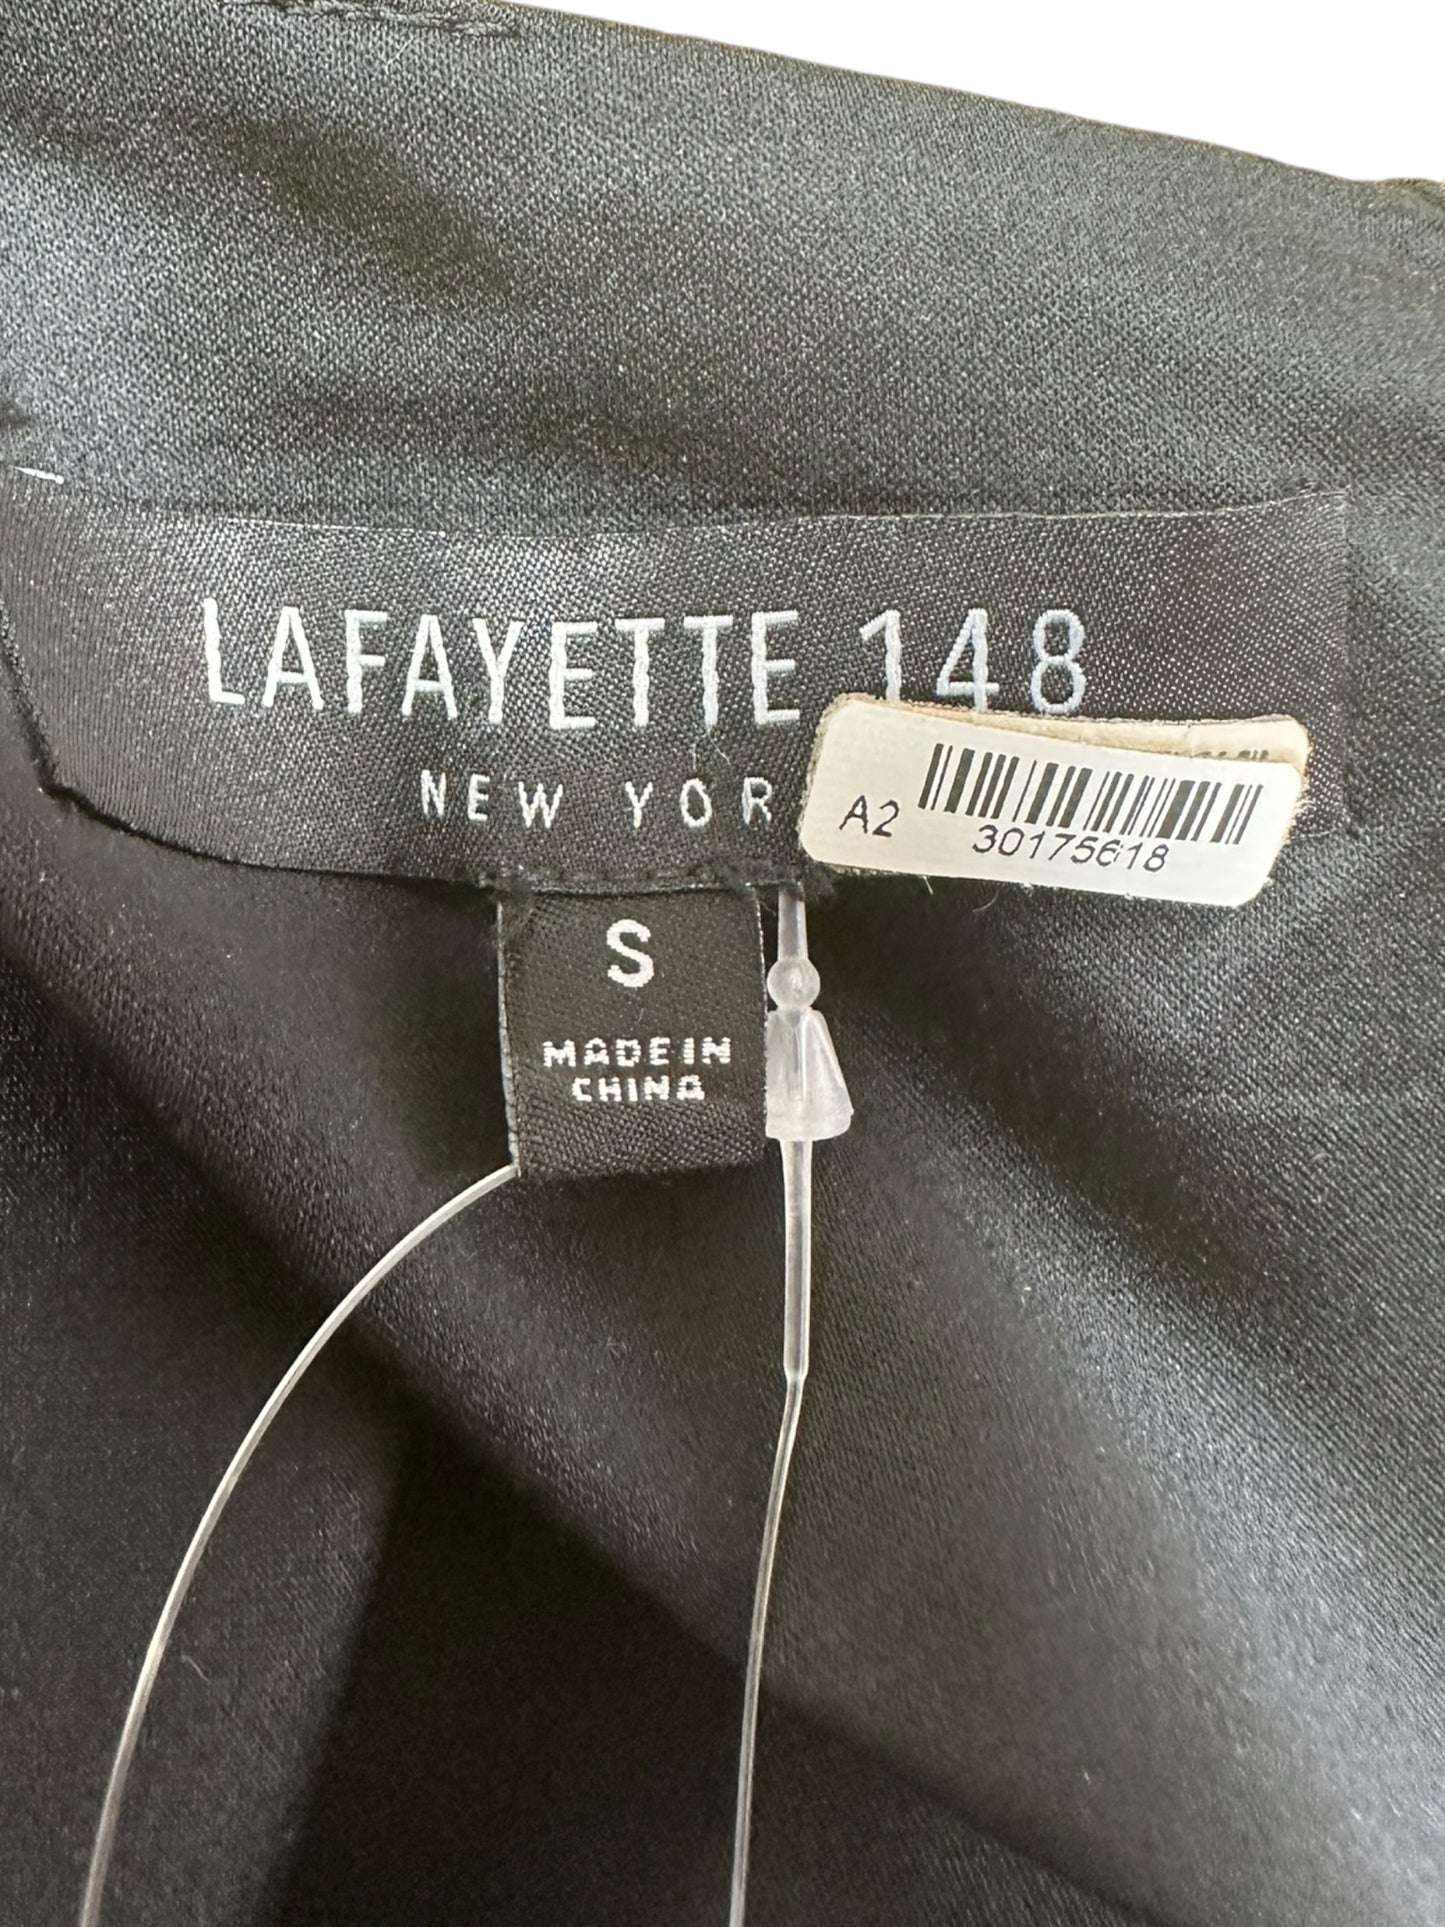 LAFAYETTE 148
NEW YOR
A2
30175618
S
MADE IN
CHINA